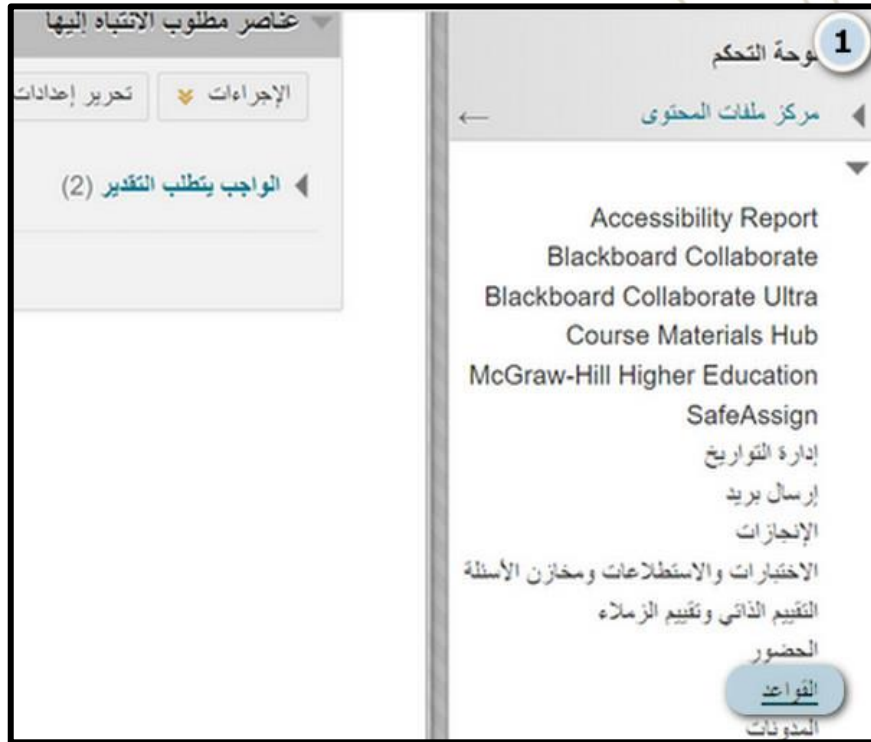 1
لوحة التحكم
مركز ملفات المحتوى
Accessibility Report
Blackboard Collaborate
Blackboard Collaborate Ultra
Course Materials Hub
McGraw-Hill Higher Education
SafeAssign
إدارة التواريخ
إرسال بريد
الإنجازات
الاختبارات والاستطلاعات ومخازن الأسئلة
التقييم الذاتي وتقييم الزملاء
الحضور
القواعد
المدونات
عناصر مطلوب الانتباه إليها
الإجراءات
تحرير إعدادات
الواجب يتطلب التقدير (2)